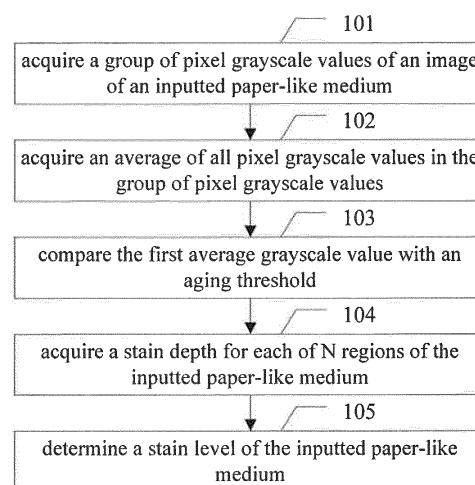 101
acquire a group of pixel grayscale values of an image
of an inputted paper-like medium
102
acquire an average of all pixel grayscale values in the
group of pixel grayscale values
103
compare the first average grayscale value with an
aging threshold
104
acquire a stain depth for each of N regions of the
inputted paper-like medium
105
determine a stain level of the inputted paper-like
medium